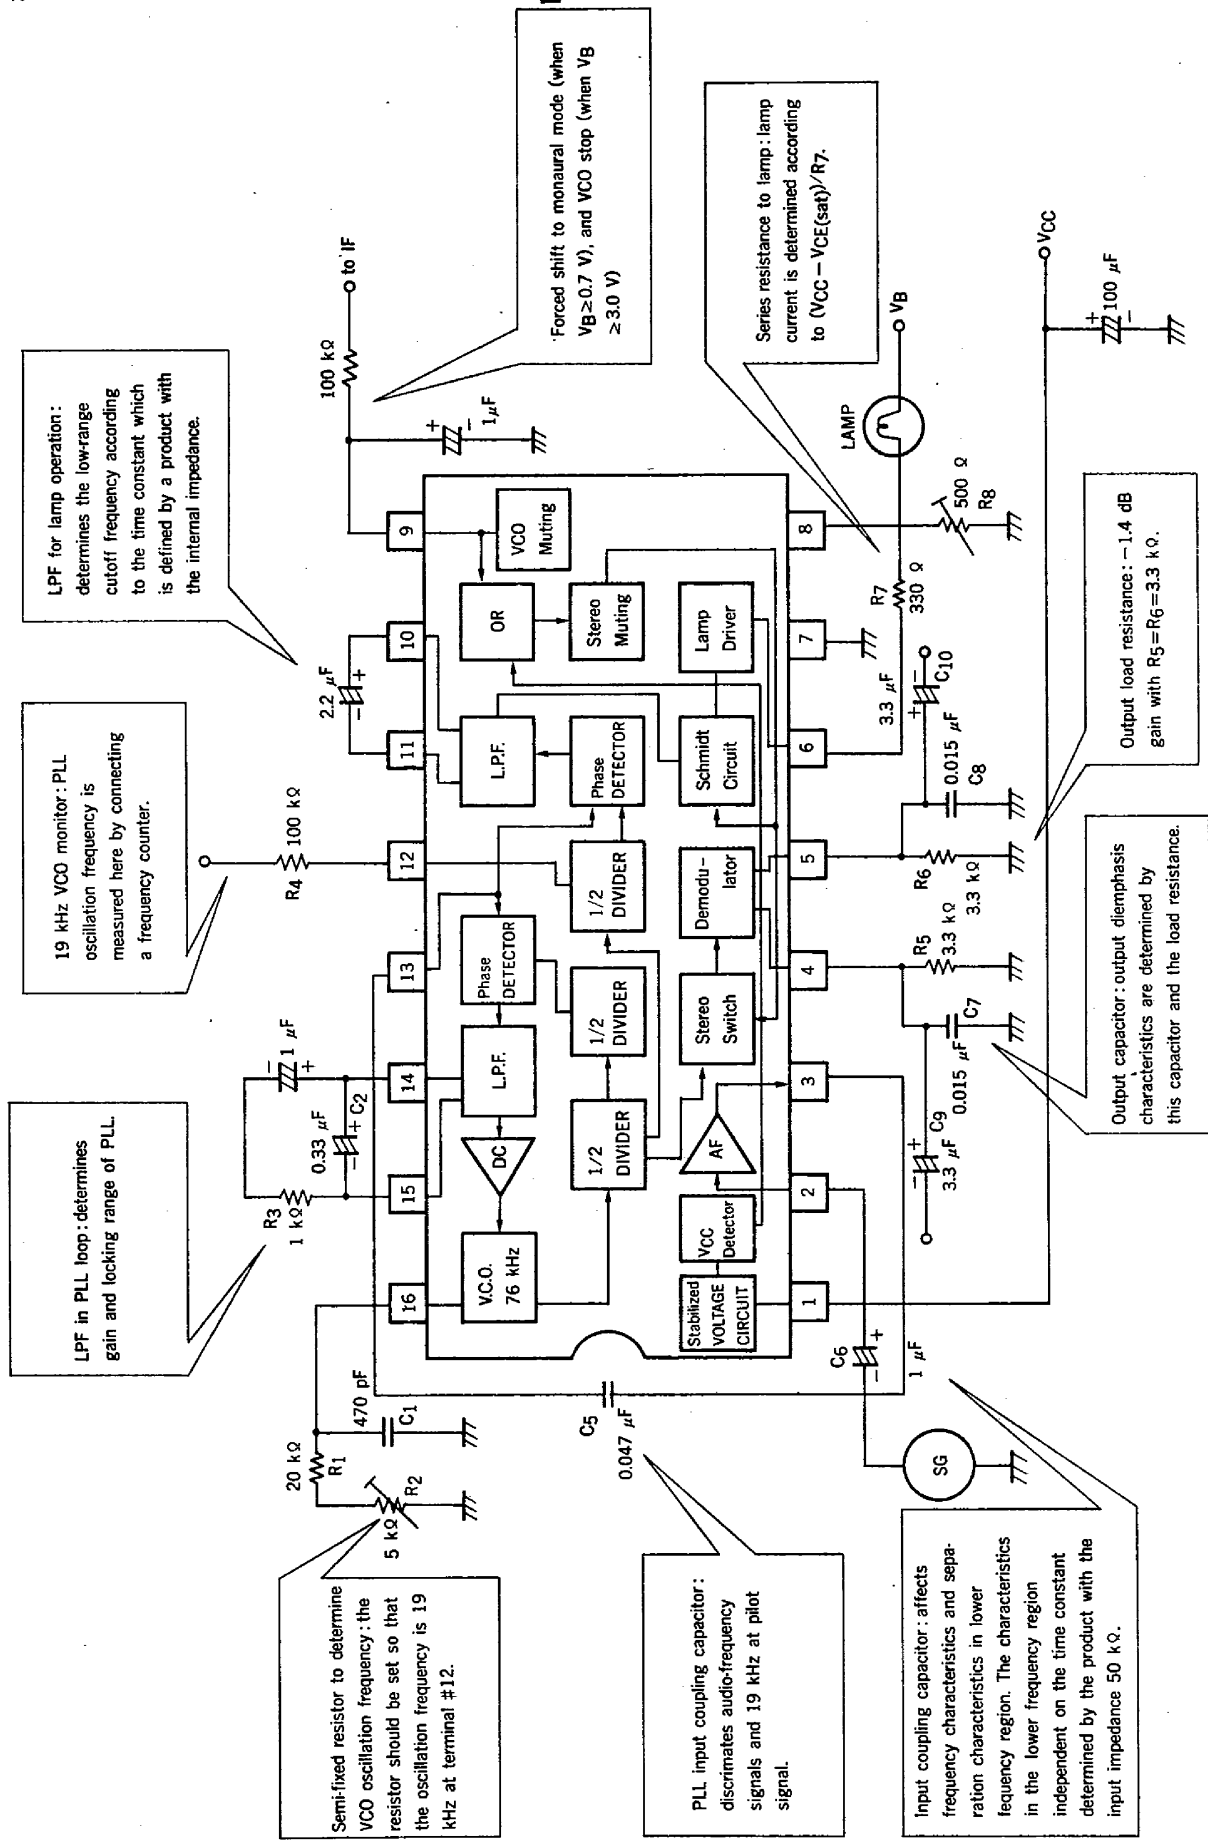 Semi-fixed resistor to determine
VCO oscillation frequency: the
resistor should be set so that
the oscillation frequency is 19
kHz at terminal #12.
LPF in PLL loop: determines
gain and locking range of PLL.
19 kHz VCO monitor: PLL
oscillation frequency is
measured here by connecting
a frequency counter.
LPF for lamp operation:
determines the low-range
cutoff frequency according
to the time constant which
is defined by a product with
the internal impedance.
Forced shift to monaural mode (when
VB≥0.7 V), and VCO stop (when VB
≥3.0 V)
Series resistance to lamp: lamp
current is determined according
to (VCC − VCE(sat))/R7.
PLL input coupling capacitor:
discrimates audio-frequency
signals and 19 kHz at pilot
signal.
Input coupling capacitor: affects
frequency characteristics and sepa-
ration characteristics in lower
fequency region. The characteristics
in the lower frequency region
independent on the time constant
determined by the product with the
input impedance 50 kΩ.
Output capacitor: output diemphasis
characteristics are determined by
this capacitor and the load resistance.
Output load resistance: −1.4 dB
gain with R5=R6=3.3 kΩ.
20 kΩ
R1
R2
5 kΩ
470 pF
C1
R3
1 kΩ
0.33 μF
− + C2
− 1 μF +
R4
100 kΩ
2.2 μF
− +
100 kΩ
to IF
+ − 1μF
16
15
14
13
12
11
10
9
V.C.O.
76 kHz
DC
L.P.F.
Phase
DETECTOR
L.P.F.
OR
VCO
Muting
1/2
DIVIDER
1/2
DIVIDER
1/2
DIVIDER
Phase
DETECTOR
Stereo
Muting
Stabilized
VOLTAGE
CIRCUIT
VCC
Detector
AF
Stereo
Switch
Demodu-
lator
Schmidt
Circuit
Lamp
Driver
1
2
3
4
5
6
7
8
C5
0.047 μF
SG
C6
− +
1 μF
C9
− +
3.3 μF
0.015 μF
C7
R5
3.3 kΩ
R6
3.3 kΩ
0.015 μF
C8
3.3 μF
+ −
C10
R7
330 Ω
LAMP
VB
500 Ω
R8
VCC
+ − 100 μF